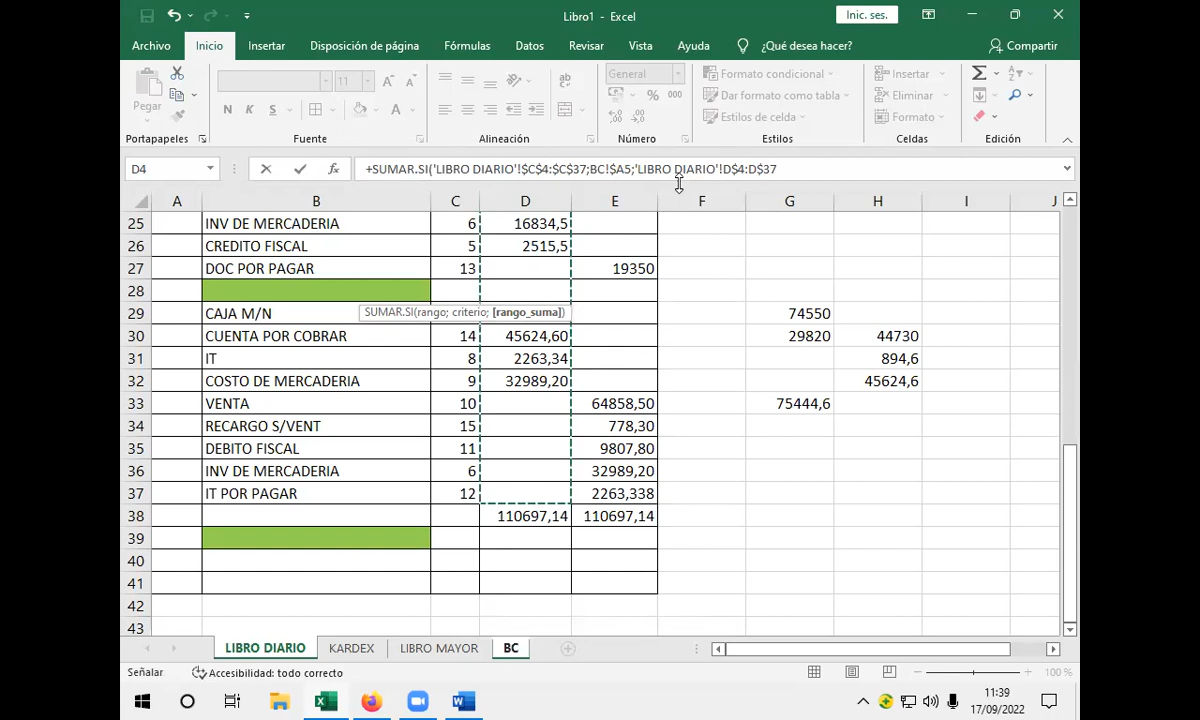 Libro1 - Excel
Inic. ses.
Archivo Inicio Insertar Disposición de página Fórmulas Datos Revisar Vista Ayuda ¿Qué desea hacer? Compartir
Pegar
11
A A
General
Formato condicional
Insertar
N K S
% 000
Dar formato como tabla
Eliminar
Estilos de celda
Formato
Portapapeles Fuente Alineación Número Estilos Celdas Edición
D4 fx +SUMAR.SI('LIBRO DIARIO'!$C$4:$C$37;BC!$A5;'LIBRO DIARIO'!D$4:D$37
A B C D E F G H I J
25 INV DE MERCADERIA 6 16834,5
26 CREDITO FISCAL 5 2515,5
27 DOC POR PAGAR 13 19350
28
29 CAJA M/N 74550
SUMAR.SI(rango; criterio; [rango_suma])
30 CUENTA POR COBRAR 14 45624,60 29820 44730
31 IT 8 2263,34 894,6
32 COSTO DE MERCADERIA 9 32989,20 45624,6
33 VENTA 10 64858,50 75444,6
34 RECARGO S/VENT 15 778,30
35 DEBITO FISCAL 11 9807,80
36 INV DE MERCADERIA 6 32989,20
37 IT POR PAGAR 12 2263,338
38 110697,14 110697,14
39
40
41
42
43
LIBRO DIARIO KARDEX LIBRO MAYOR BC
Señalar Accesibilidad: todo correcto 100 %
11:39
17/09/2022